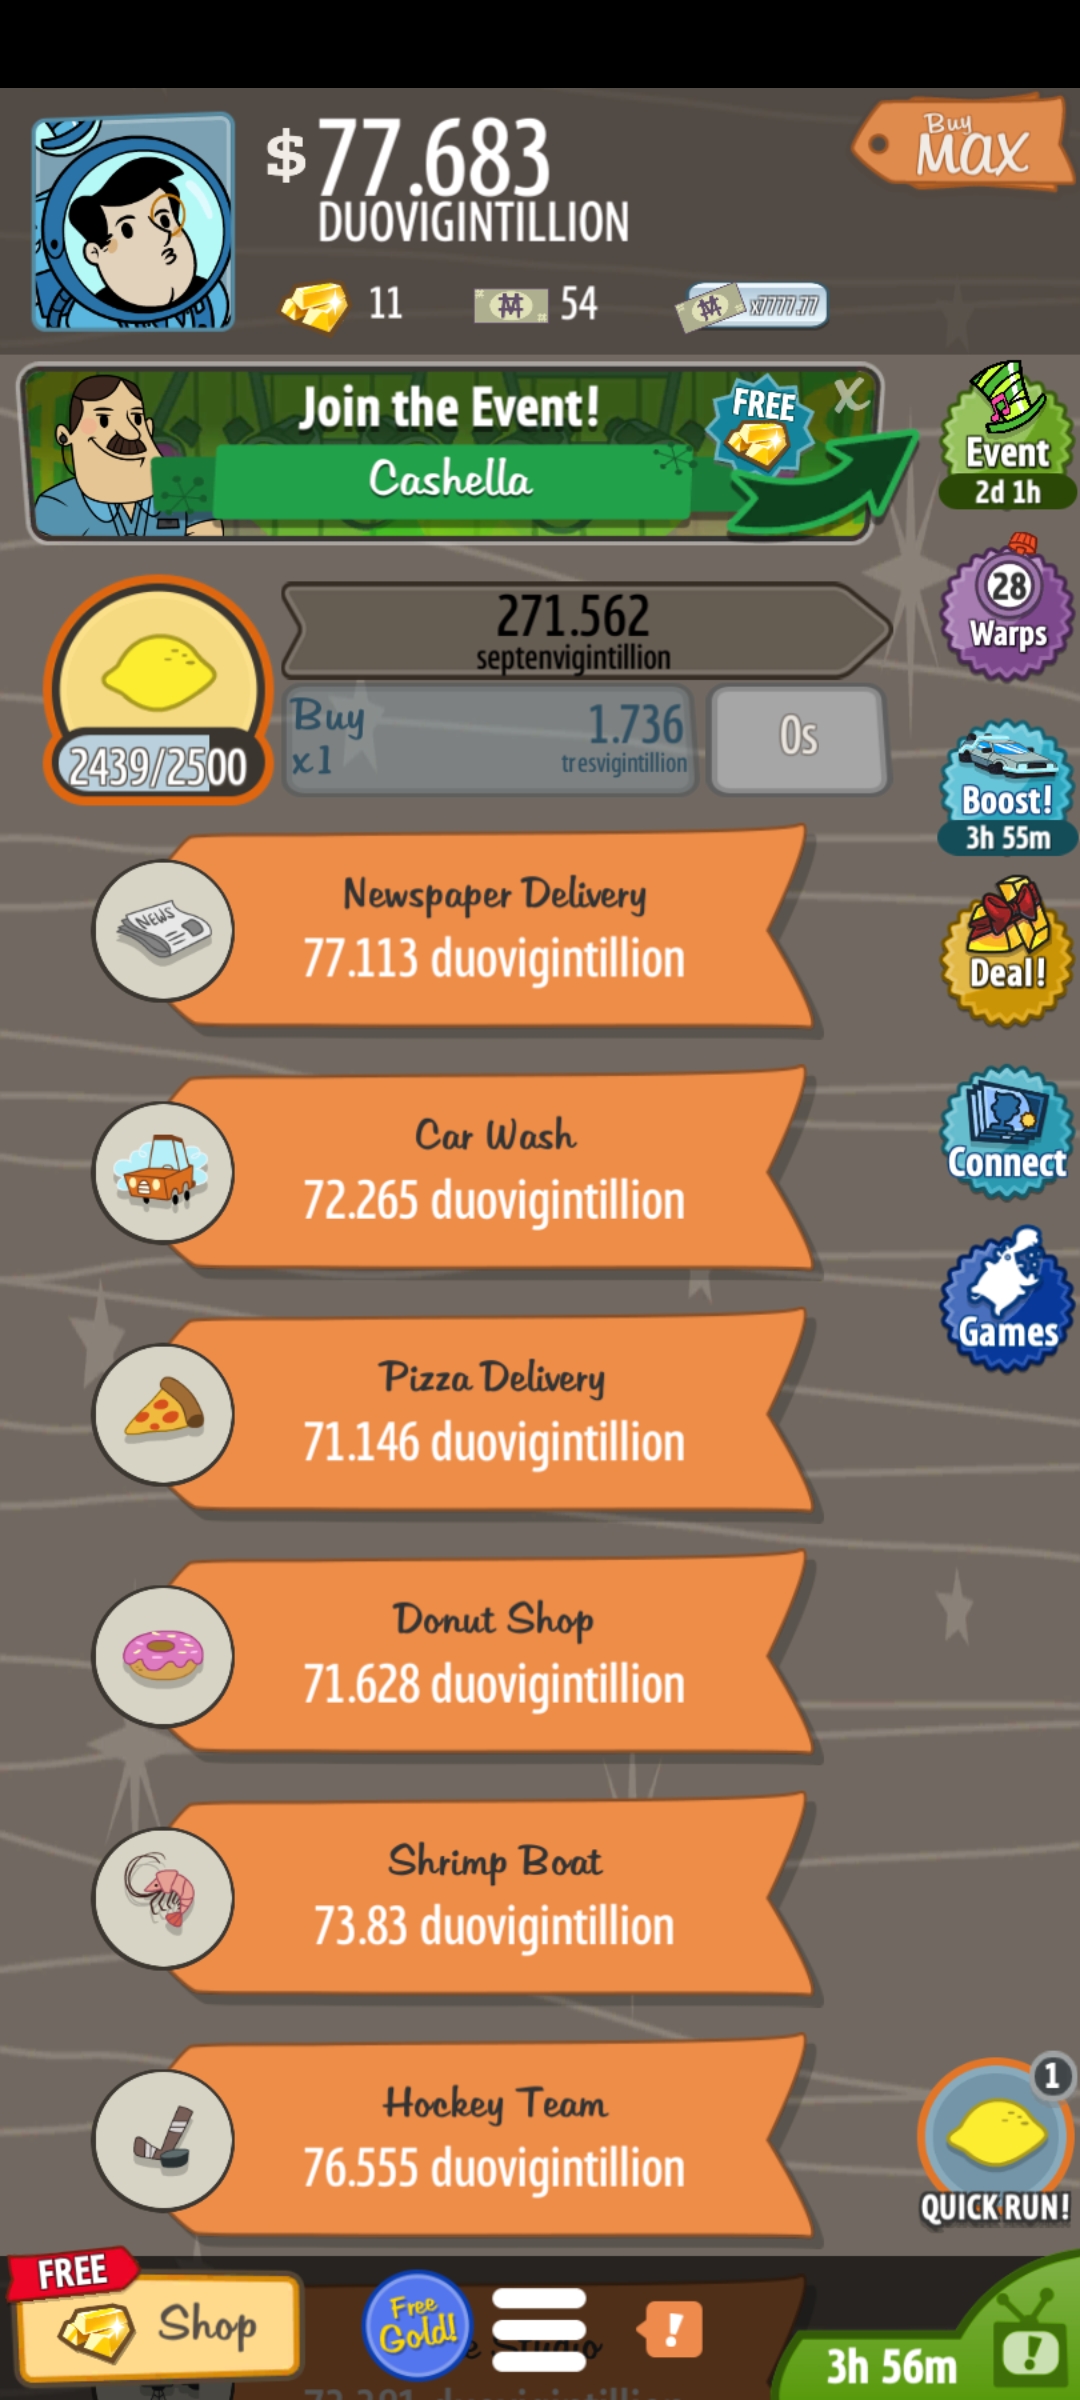 $77.683
DUOVIGINTILLION
Buy
MAX
11
54
x7777.77
Join the Event!
FREE
X
Cashella
Event
2d 1h
271.562
septenvigintillion
28
Warps
2439/2500
Buy
x1
1.736
tresvigintillion
0s
Boost!
3h 55m
NEWS
Newspaper Delivery
77.113 duovigintillion
Deal!
Car Wash
72.265 duovigintillion
Connect
Pizza Delivery
71.146 duovigintillion
Games
Donut Shop
71.628 duovigintillion
Shrimp Boat
73.83 duovigintillion
Hockey Team
76.555 duovigintillion
1
QUICK RUN!
FREE
Shop
Free
Gold!
!
3h 56m
!